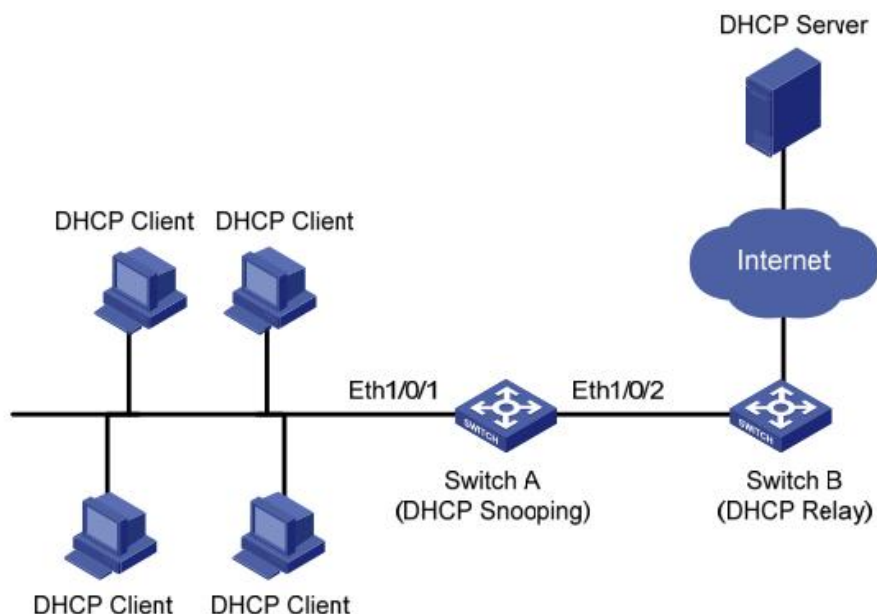 DHCP Server
DHCP Client
DHCP Client
Internet
Eth1/0/1
Eth1/0/2
SWITCH
SWITCH
Switch A
(DHCP Snooping)
Switch B
(DHCP Relay)
DHCP Client
DHCP Client